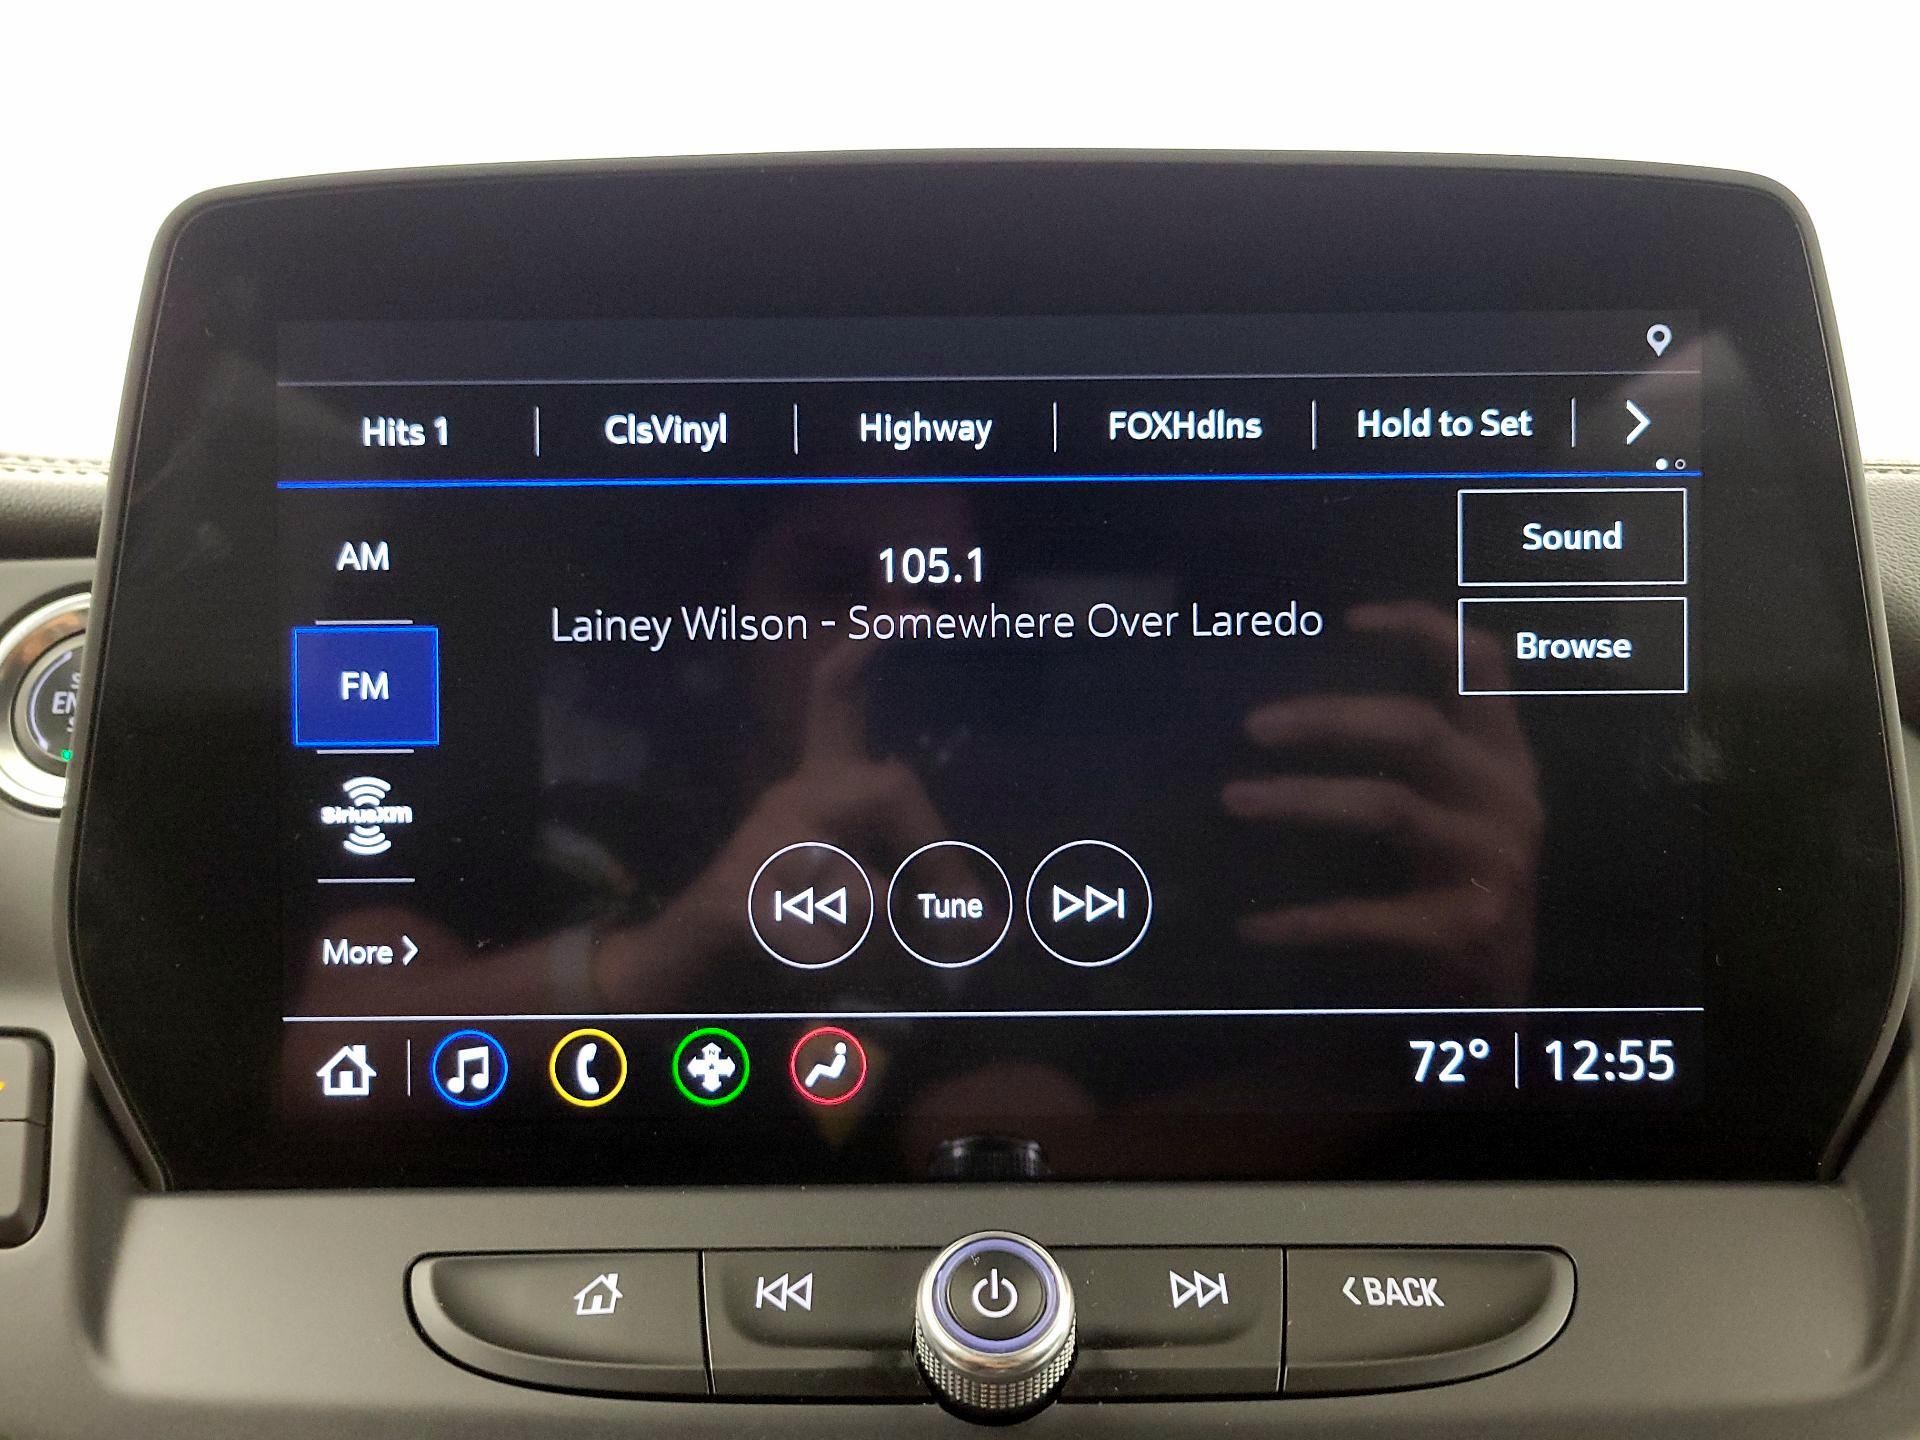 Hits 1
ClsVinyl
Highway
FOXHdlns
Hold to Set
AM
105.1
Sound
Lainey Wilson - Somewhere Over Laredo
Browse
FM
SiriusXM
Tune
More
N
72° 12:55
BACK